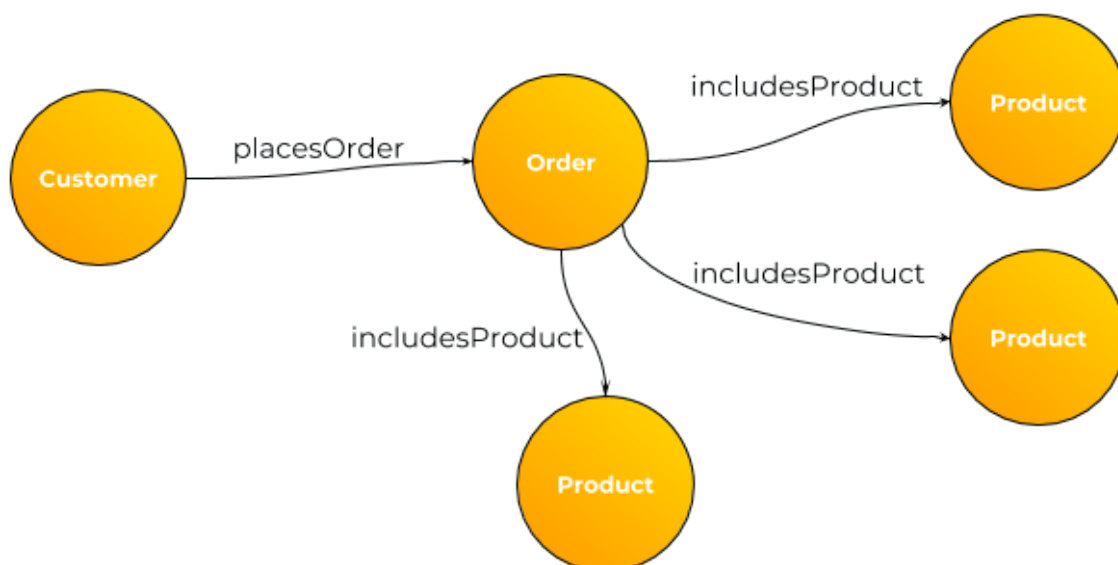 includesProduct
Product
placesOrder
Order
Customer
includesProduct
includesProduct
Product
Product